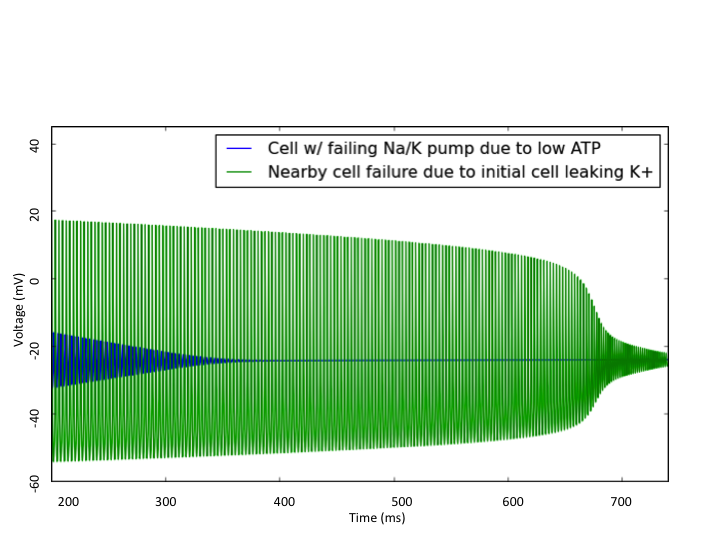 Cell w/ failing Na/K pump due to low ATP
Nearby cell failure due to initial cell leaking K+
40
20
0
-20
-40
-60
Voltage (mV)
200 300 400 500 600 700
Time (ms)